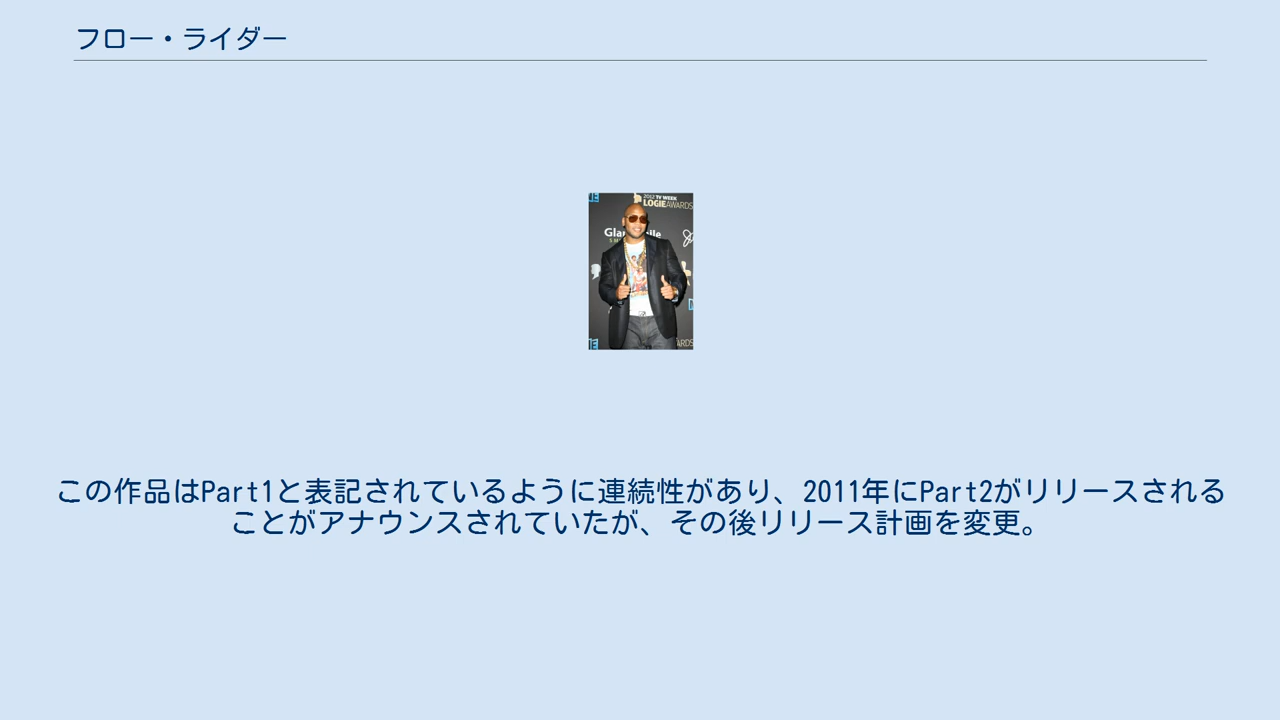 フロー・ライダー
2012 TV WEEK
LOGIEAWARDS
この作品はPart1と表記されているように連続性があり、2011年にPart2がリリースされる
ことがアナウンスされていたが、その後リリース計画を変更。